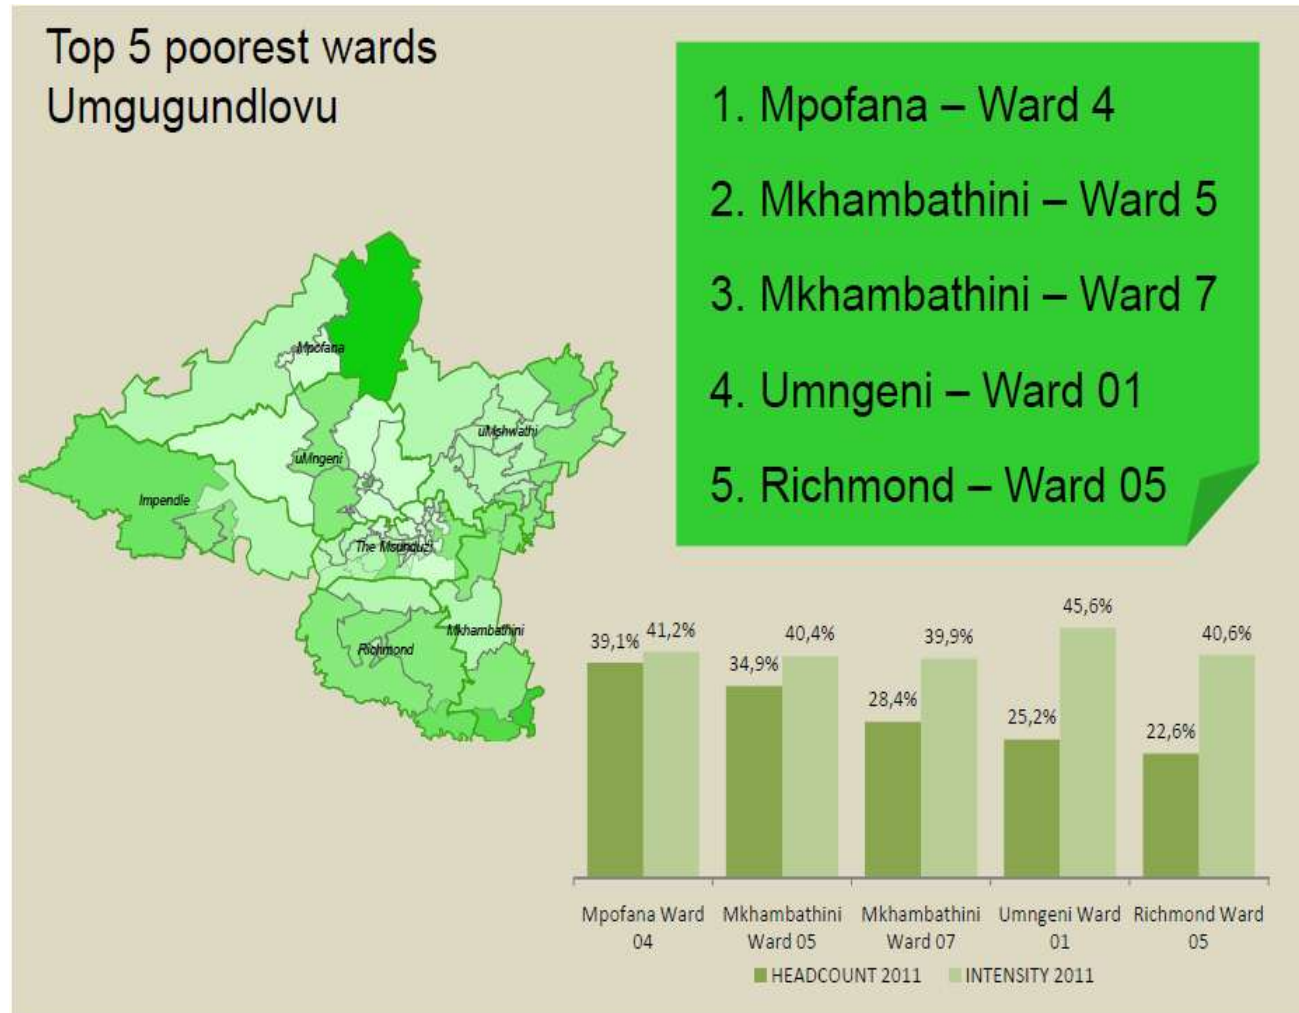 Top 5 poorest wards
Umgugundlovu
1. Mpofana – Ward 4
2. Mkhambathini – Ward 5
3. Mkhambathini – Ward 7
4. Umngeni – Ward 01
5. Richmond – Ward 05
Mpofana
uMshwathi
uMngeni
Impendle
The Msunduzi
Mkhambathini
Richmond
39,1% 41,2%
34,9% 40,4%
28,4% 39,9%
25,2% 45,6%
22,6% 40,6%
Mpofana Ward
04
Mkhambathini
Ward 05
Mkhambathini
Ward 07
Umngeni Ward
01
Richmond Ward
05
HEADCOUNT 2011 INTENSITY 2011